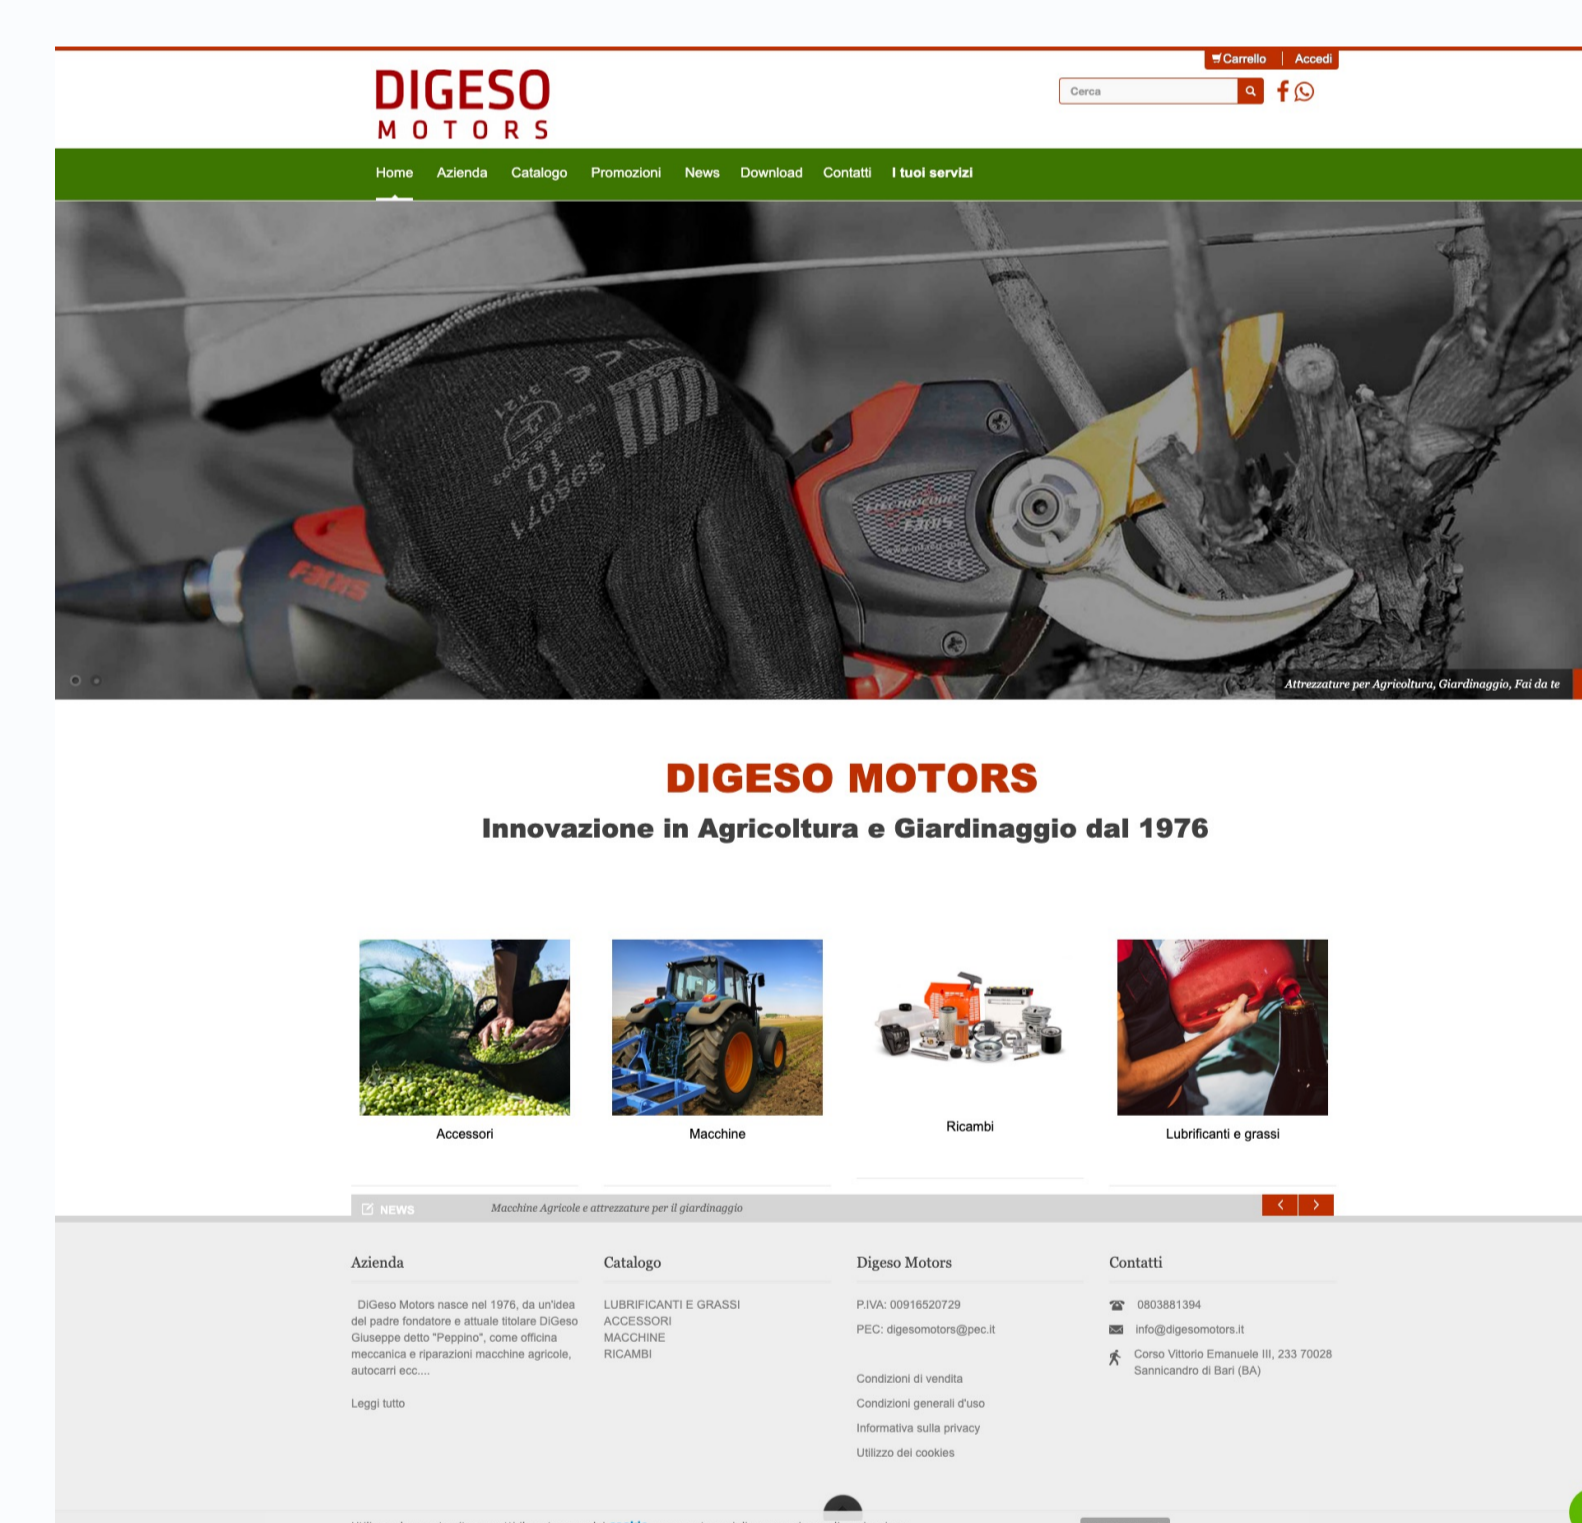 Carrello
Accedi
DIGESO
MOTORS
Cerca
Home Azienda Catalogo Promozioni News Download Contatti I tuoi servizi
Attrezzature per Agricoltura, Giardinaggio, Fai da te
DIGESO MOTORS
Innovazione in Agricoltura e Giardinaggio dal 1976
Accessori
Macchine
Ricambi
Lubrificanti e grassi
NEWS
Macchine Agricole e attrezzature per il giardinaggio
Azienda
DiGeso Motors nasce nel 1976, da un'idea
del padre fondatore e attuale titolare DiGeso
Giuseppe detto "Peppino", come officina
meccanica e riparazioni macchine agricole,
autocarri ecc....
Leggi tutto
Catalogo
LUBRIFICANTI E GRASSI
ACCESSORI
MACCHINE
RICAMBI
Digeso Motors
P.IVA: 00916520729
PEC: digesomotors@pec.it
Condizioni di vendita
Condizioni generali d'uso
Informativa sulla privacy
Utilizzo dei cookies
Contatti
0803881394
info@digesomotors.it
Corso Vittorio Emanuele III, 233 70028
Sannicandro di Bari (BA)